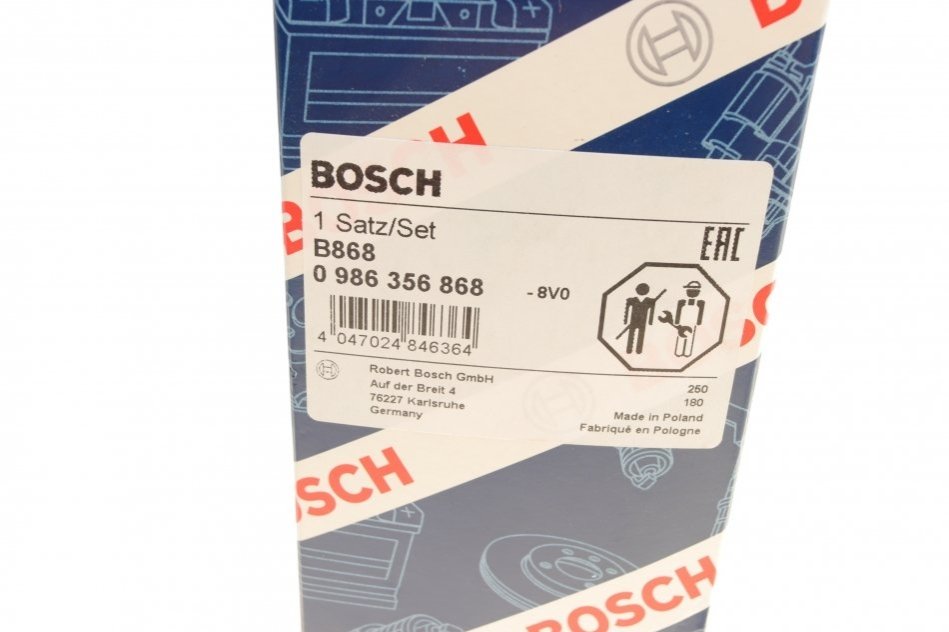 BOSCH
1 Satz/Set
B868
0 986 356 868
- 8V0
EAC
4 047024 846364
Robert Bosch GmbH
Auf der Breit 4
76227 Karlsruhe
Germany
250
180
Made in Poland
Fabriqué en Pologne
BOSCH
BOSCH